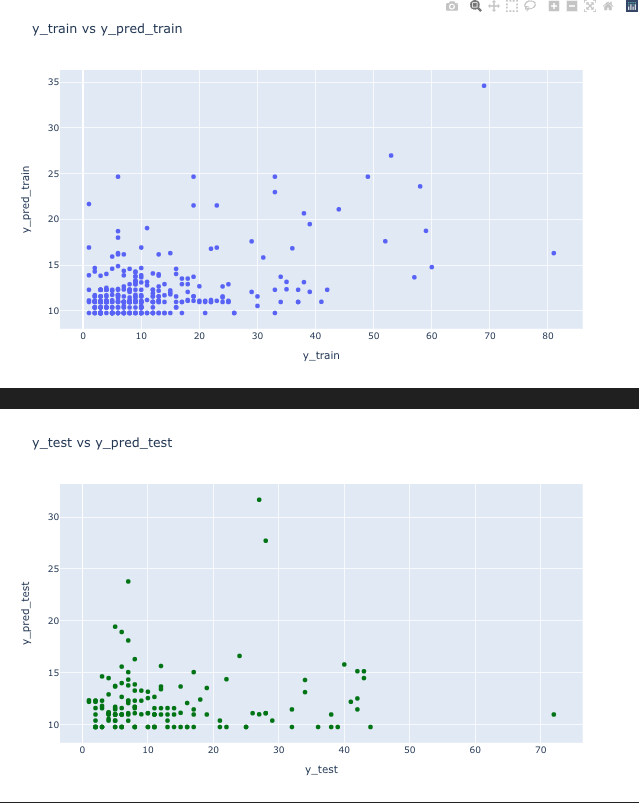 y_train vs y_pred_train
35
30
25
20
15
10
y_pred_train
0 10 20 30 40 50 60 70 80
y_train
y_test vs y_pred_test
30
25
20
15
10
y_pred_test
0 10 20 30 40 50 60 70
y_test